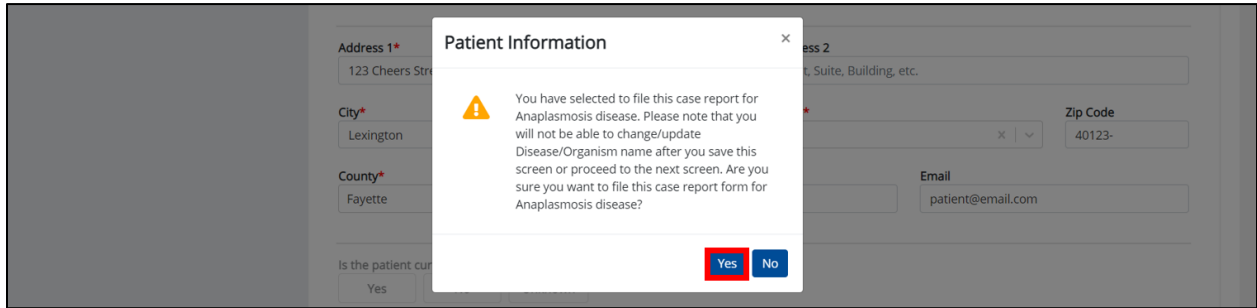 Patient Information ×
Address 1* ess 2
123 Cheers Stre t, Suite, Building, etc.
You have selected to file this case report for
Anaplasmosis disease. Please note that you
will not be able to change/update
Disease/Organism name after you save this
screen or proceed to the next screen. Are you
sure you want to file this case report form for
Anaplasmosis disease?
City* * Zip Code
Lexington × 40123-
County* Email
Fayette patient@email.com
Is the patient cur
Yes No
Yes